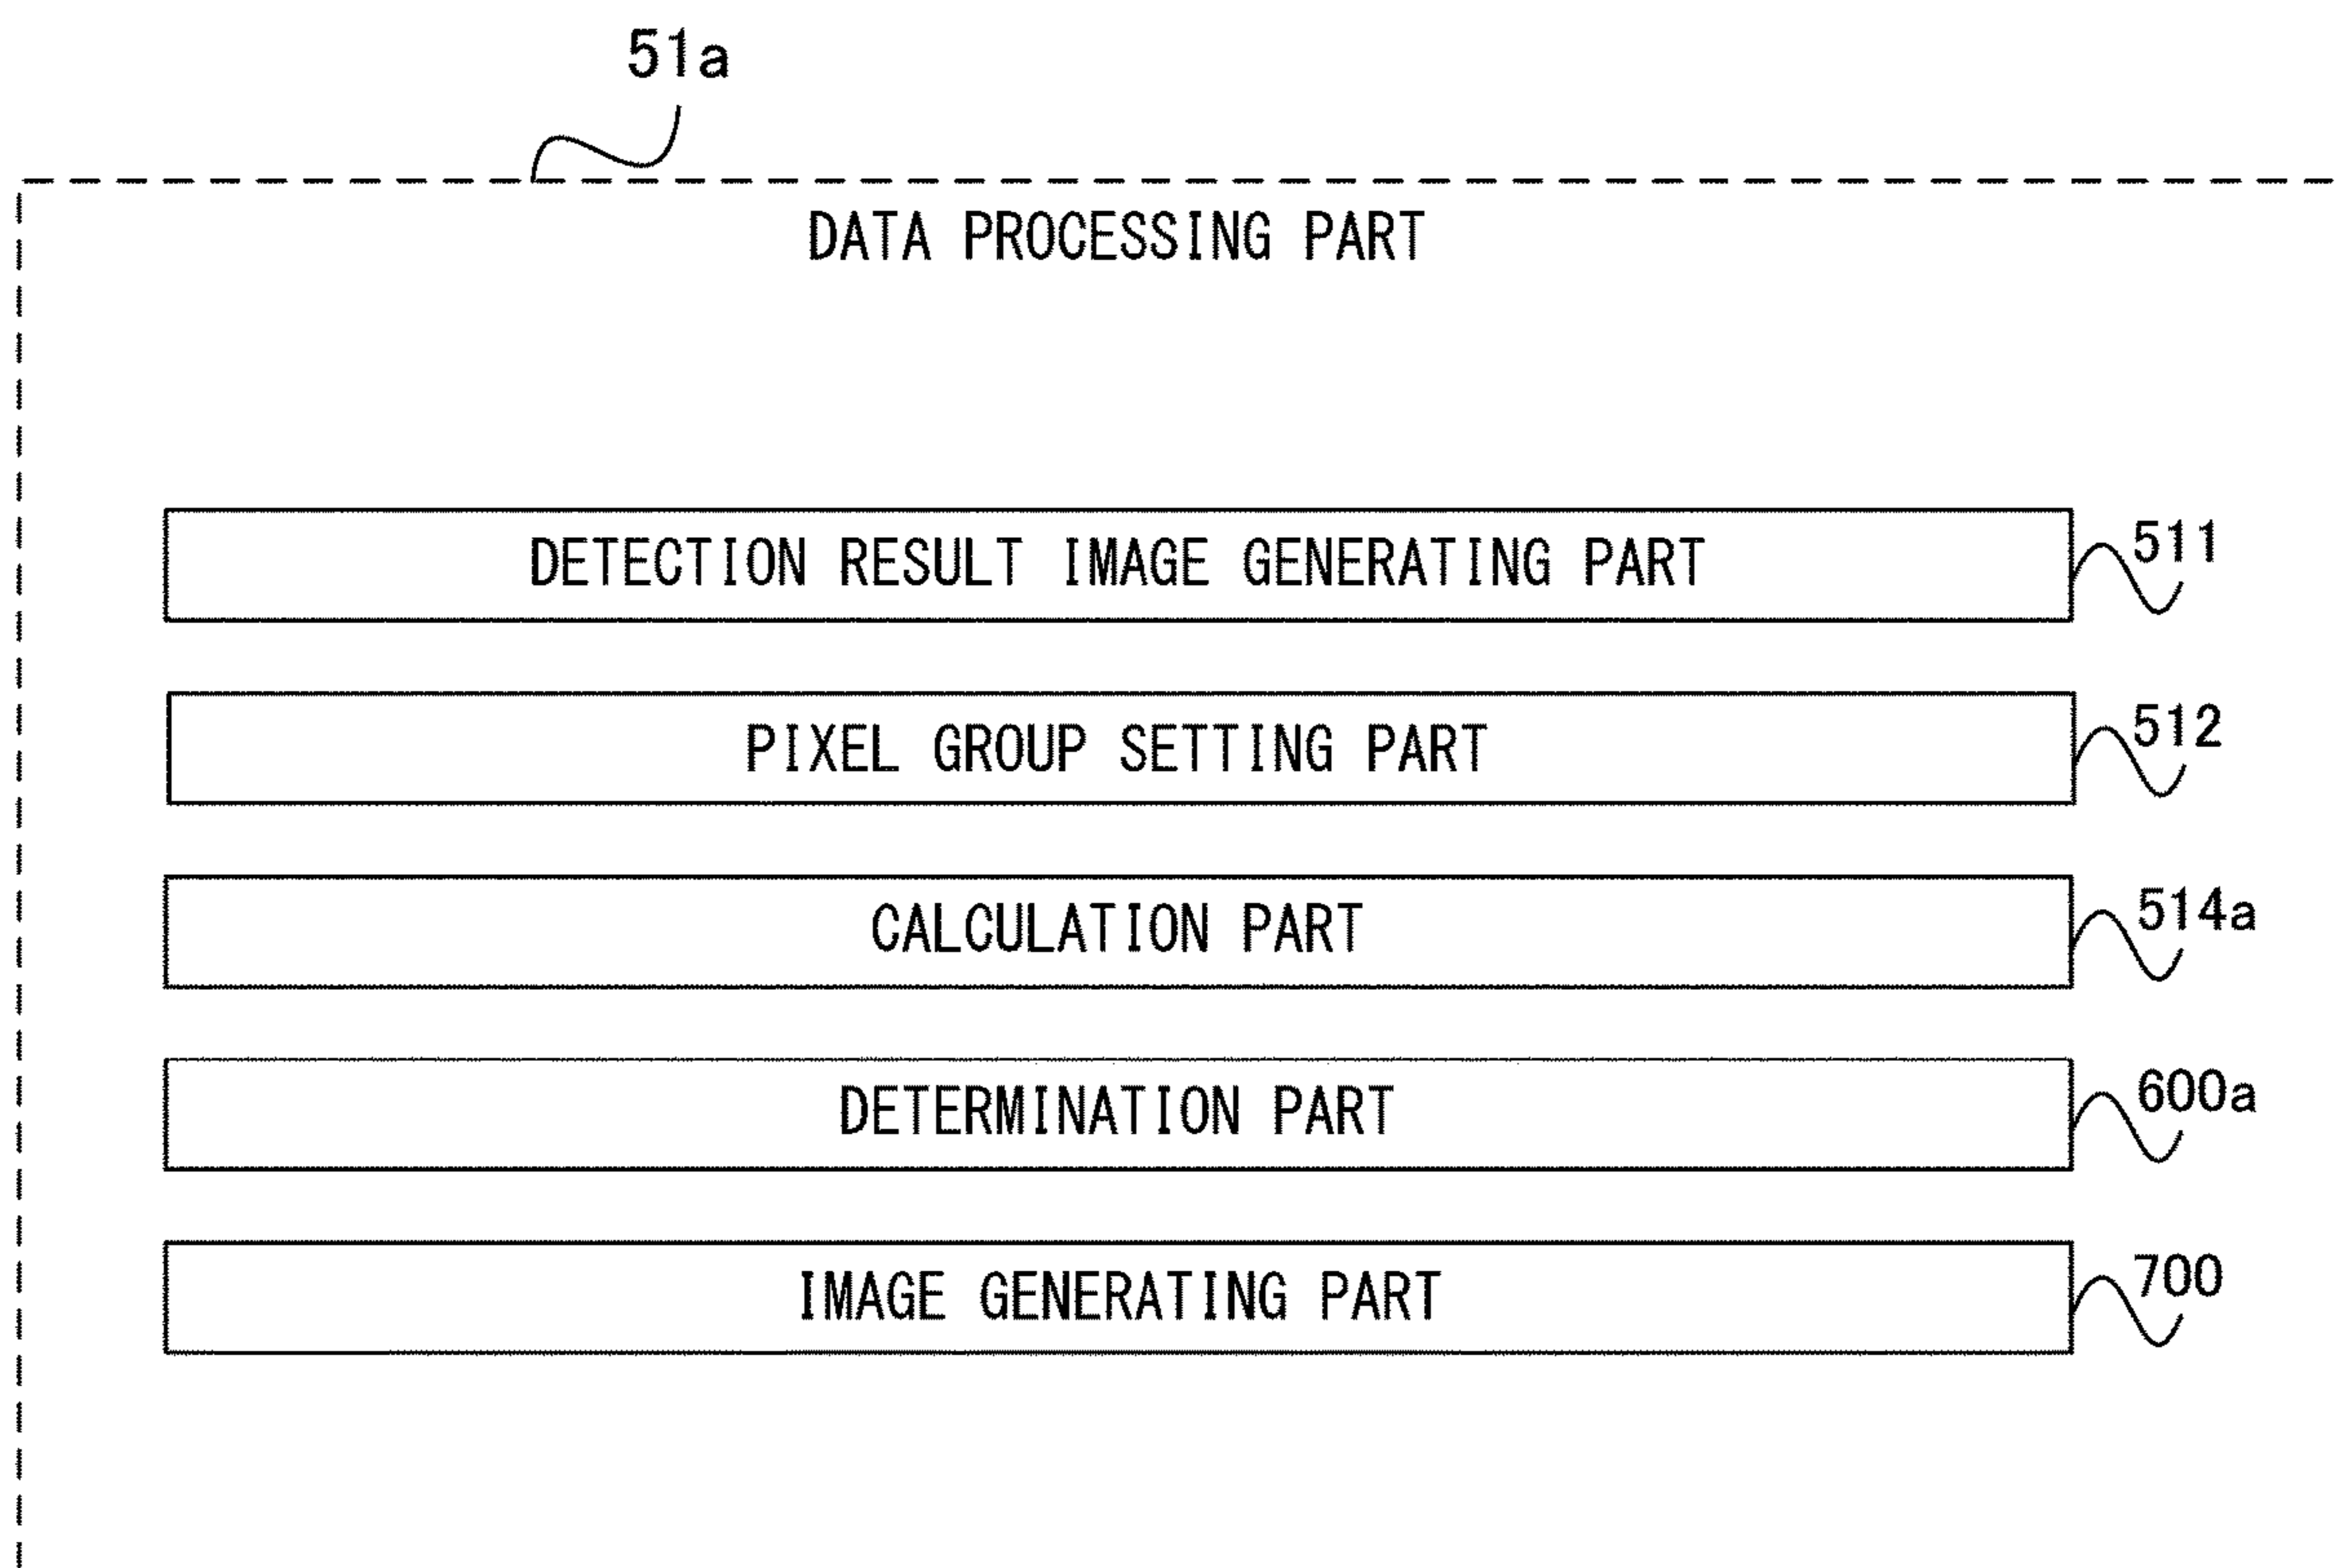 51a
DATA PROCESSING PART
DETECTION RESULT IMAGE GENERATING PART
511
PIXEL GROUP SETTING PART
512
CALCULATION PART
514a
DETERMINATION PART
600a
IMAGE GENERATING PART
700